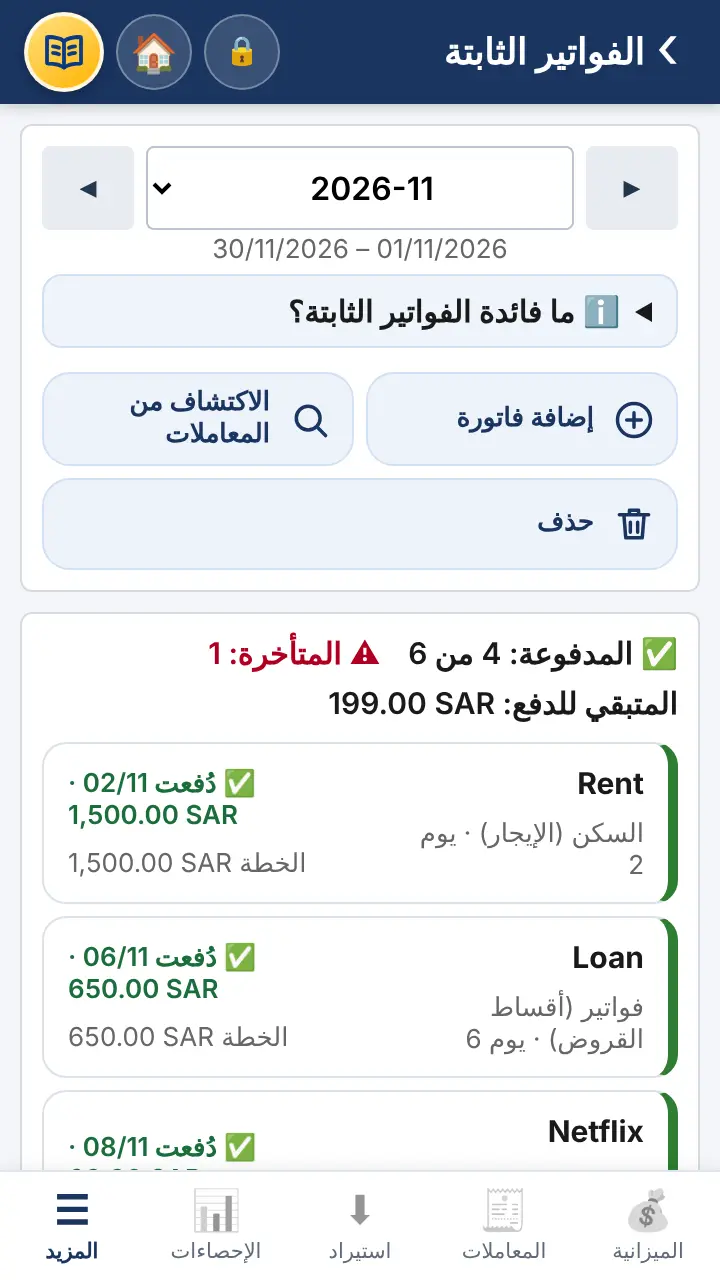 الفواتير الثابتة
2026-11
01/11/2026 – 30/11/2026
ℹ️ ما فائدة الفواتير الثابتة؟
إضافة فاتورة
الاكتشاف من
المعاملات
حذف
✅ المدفوعة: 4 من 6 ⚠ المتأخرة: 1
المتبقي للدفع: 199.00 SAR
Rent
السكن (الإيجار) · يوم
2
✅ دُفعت 02/11 ·
1,500.00 SAR
الخطة 1,500.00 SAR
Loan
فواتير (أقساط
القروض) · يوم 6
✅ دُفعت 06/11 ·
650.00 SAR
الخطة 650.00 SAR
Netflix
✅ دُفعت 08/11 ·
الميزانية
المعاملات
استيراد
الإحصاءات
المزيد